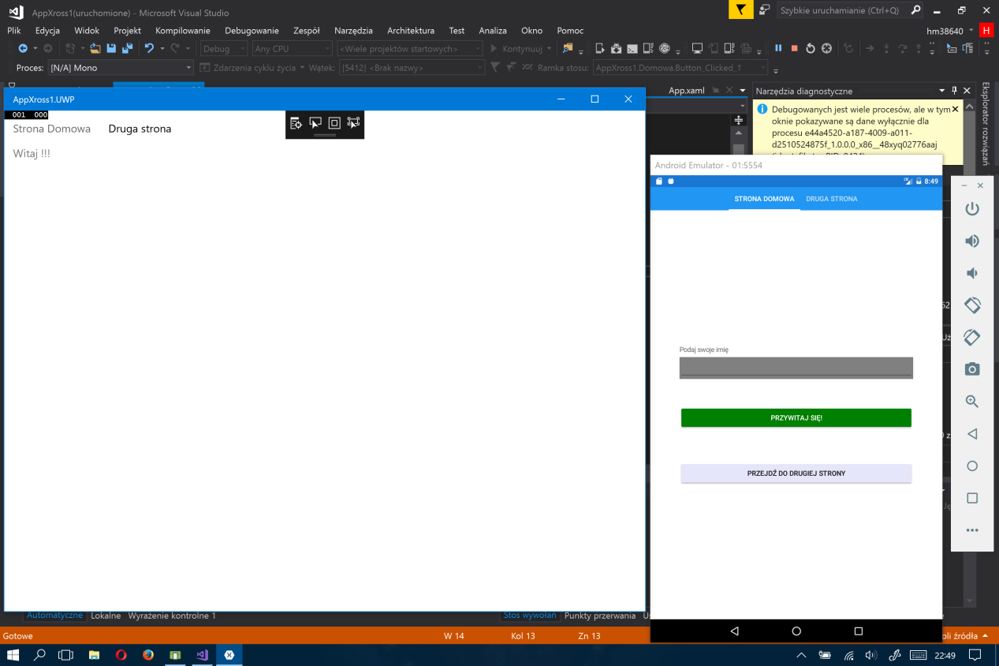 AppXross1(uruchomione) - Microsoft Visual Studio
Szybkie uruchamianie (Ctrl+Q)
Plik Edycja Widok Projekt Kompilowanie Debugowanie Zespół Narzędzia Architektura Test Analiza Okno Pomoc
hm38640 H
Debug Any CPU <Wiele projektów startowych> Kontynuuj
Proces: [N/A] Mono Zdarzenia cyklu życia Wątek: [5412] <Brak nazwy> Ramka stosu: AppXross1.Domowa.Button_Clicked_1
App.xaml
Narzędzia diagnostyczne
Eksplorator rozwiązań
AppXross1.UWP
001 000
Strona Domowa Druga strona
Witaj !!!
Debugowanych jest wiele procesów, ale w tym
oknie pokazywane są dane wyłącznie dla
procesu e44a4520-a187-4009-a011-
d2510524875f_1.0.0.0_x86__48xyq02776aaj
Android Emulator - 01:5554
8:49
STRONA DOMOWA DRUGA STRONA
Podaj swoje imię
PRZYWITAJ SIĘ!
PRZEJDŹ DO DRUGIEJ STRONY
Automatyczne Lokalne Wyrażenie kontrolne 1
Stos wywołań Punkty przerwania
Gotowe W 14 Kol 13 Zn 13
oli źródła
22:49